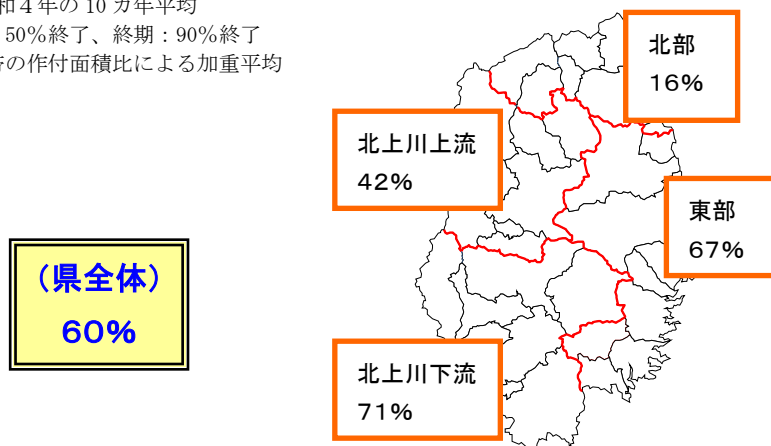 和４年の 10 カ年平均
50％終了、終期：90％終了
の作付面積比による加重平均
北部
16％
北上川上流
42％
東部
67％
（県全体）
60％
北上川下流
71％